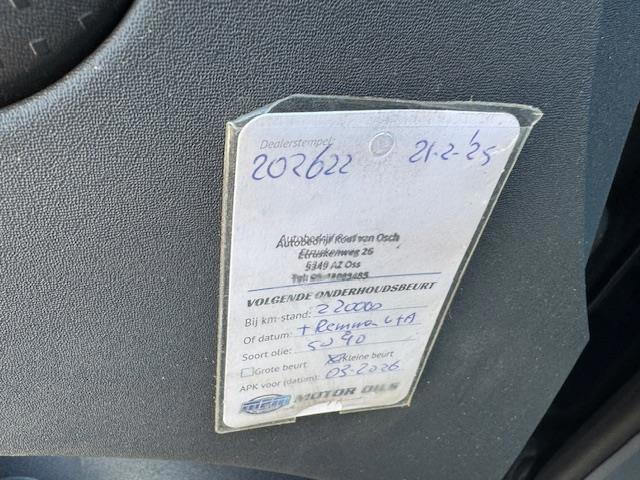 Dealerstempel:
202622 21-2-'25
Autobedrijf Roel van Osch
Etruskenweg 26
5349 AZ Oss
VOLGENDE ONDERHOUDSBEURT
Bij km-stand: 220000
Of datum: + Remmen V+A
Soort olie: 5W40
Grote beurt Kleine beurt
APK voor (datum): 03-2026
MOTOR OILS